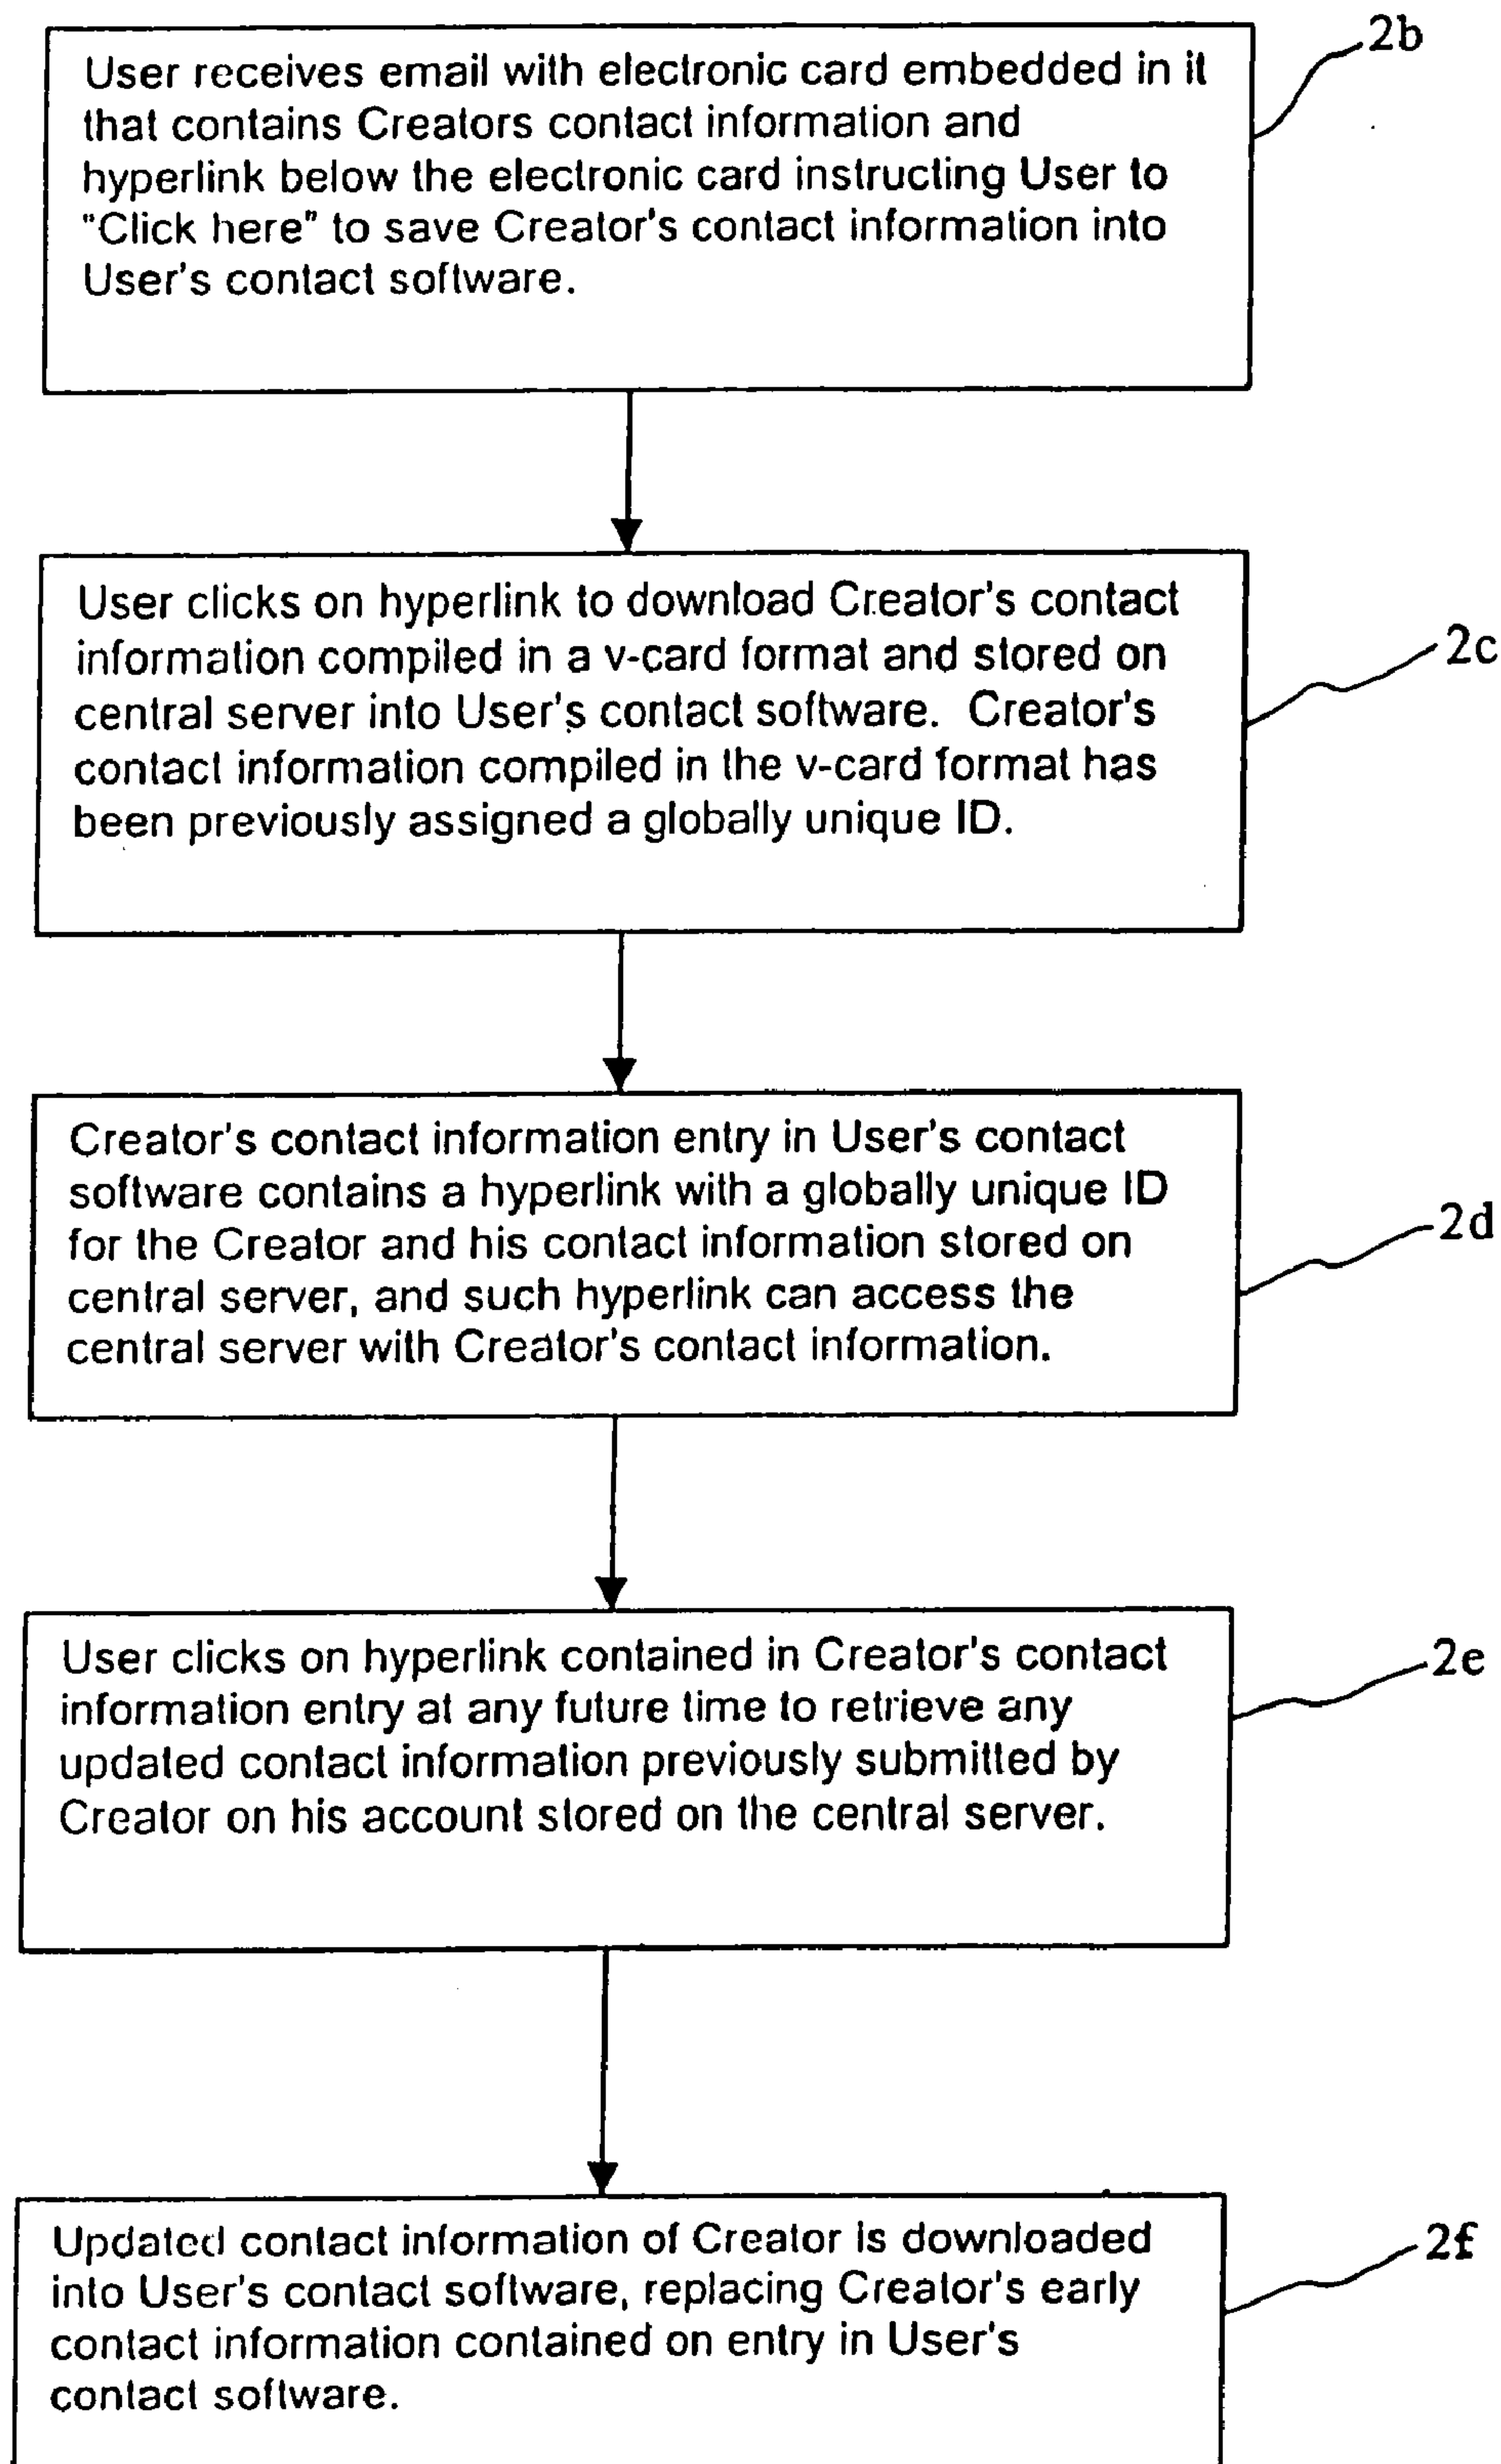 2b
User receives email with electronic card embedded in it
that contains Creators contact information and
hyperlink below the electronic card instructing User to
"Click here" to save Creator's contact information into
User's contact software.
2c
User clicks on hyperlink to download Creator's contact
information compiled in a v-card format and stored on
central server into User's contact software. Creator's
contact information compiled in the v-card format has
been previously assigned a globally unique ID.
2d
Creator's contact information entry in User's contact
software contains a hyperlink with a globally unique ID
for the Creator and his contact information stored on
central server, and such hyperlink can access the
central server with Creator's contact information.
2e
User clicks on hyperlink contained in Creator's contact
information entry at any future time to retrieve any
updated contact information previously submitted by
Creator on his account stored on the central server.
2f
Updated contact information of Creator is downloaded
into User's contact software, replacing Creator's early
contact information contained on entry in User's
contact software.